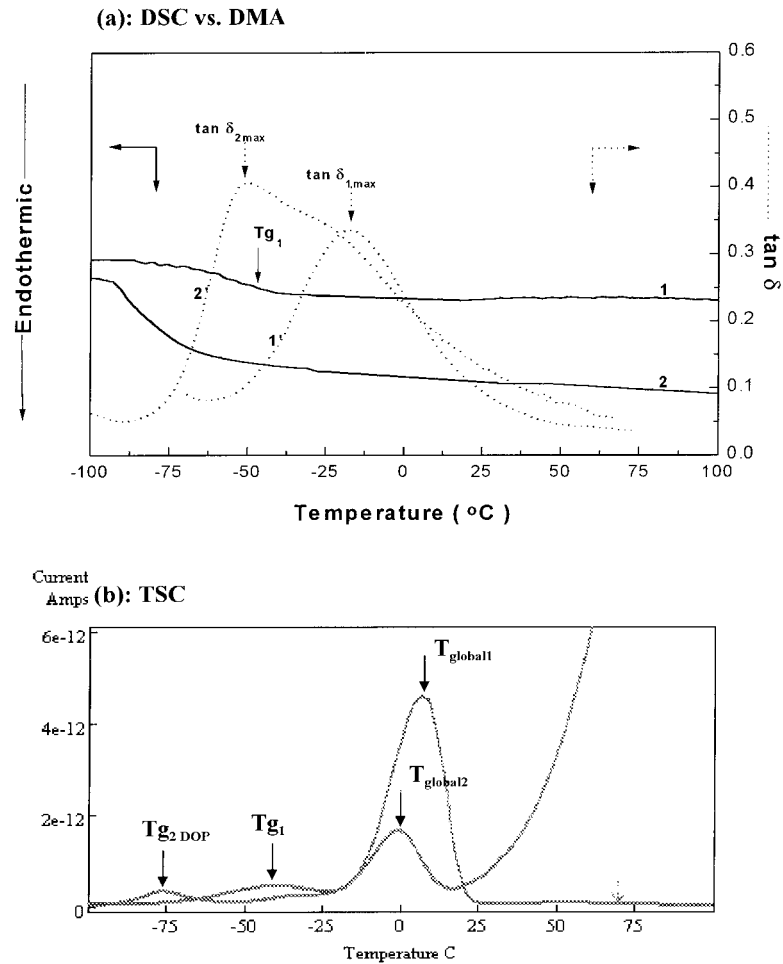 (a): DSC vs. DMA
0.6
0.5
0.4
0.3
0.2
0.1
0.0
tan δ
Endothermic
tan δ2max
tan δ1,max
Tg1
1
2'
1'
2
-100 -75 -50 -25 0 25 50 75 100
Temperature ( °C )
Current
Amps
(b): TSC
6e-12
4e-12
2e-12
0
Tglobal1
Tglobal2
Tg2 DOP
Tg1
-75 -50 -25 0 25 50 75
Temperature C